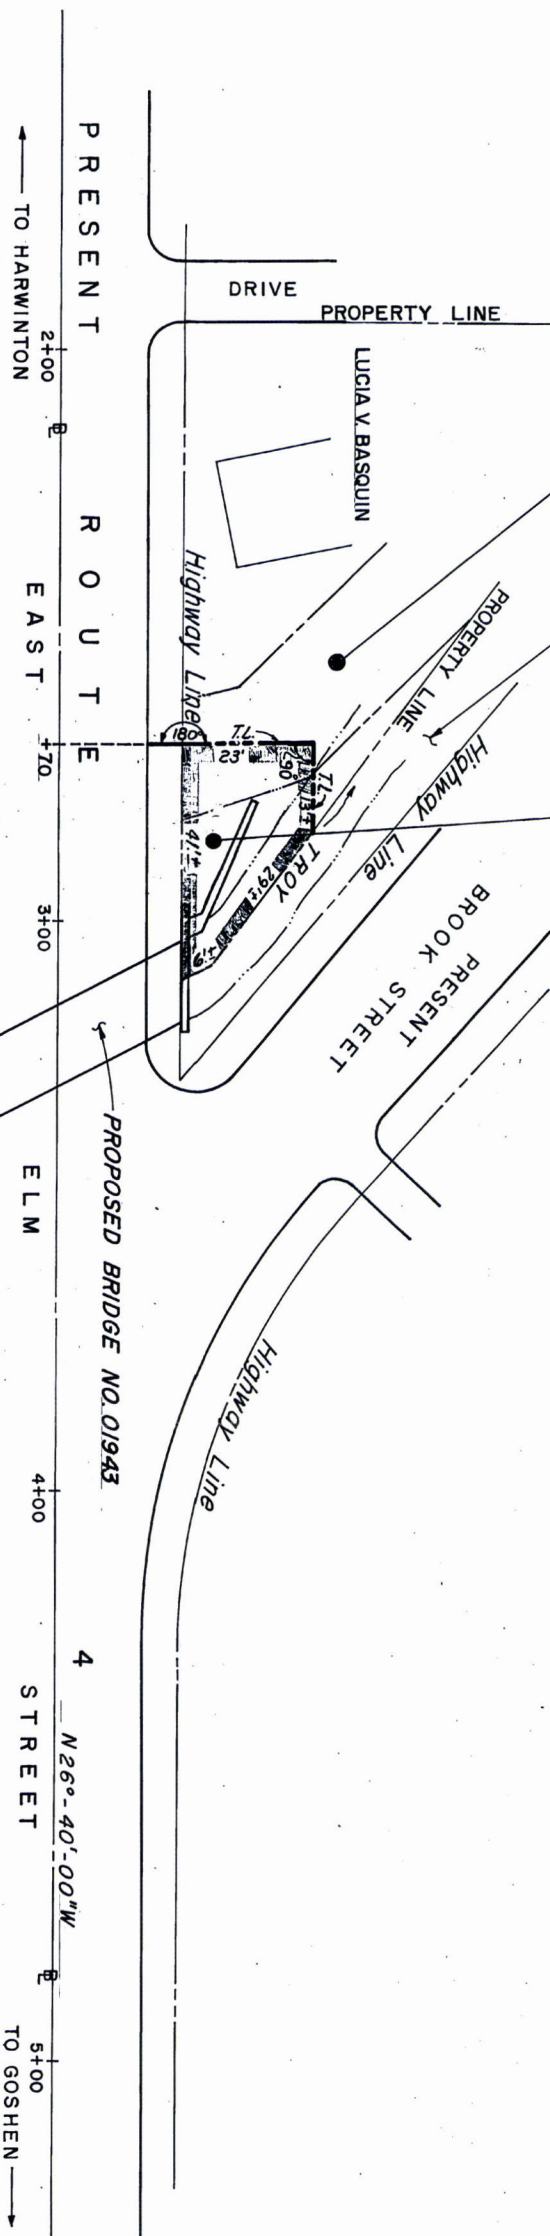 PRESENT ROUTE 4
← TO HARWINTON
2+00
B
L
EAST ELM STREET
+70
3+00
4+00
5+00
N 26°-40'-00"W
B
L
TO GOSHEN →
DRIVE
PROPERTY LINE
LUCIA V. BASQUIN
Highway Line
180°
T.L.
23'
90°
T.L.
13'±
41'±
29'±
6'±
TROY
PROPERTY LINE
Highway Line
PRESENT
BROOK STREET
PROPOSED BRIDGE NO. 01943
Highway Line